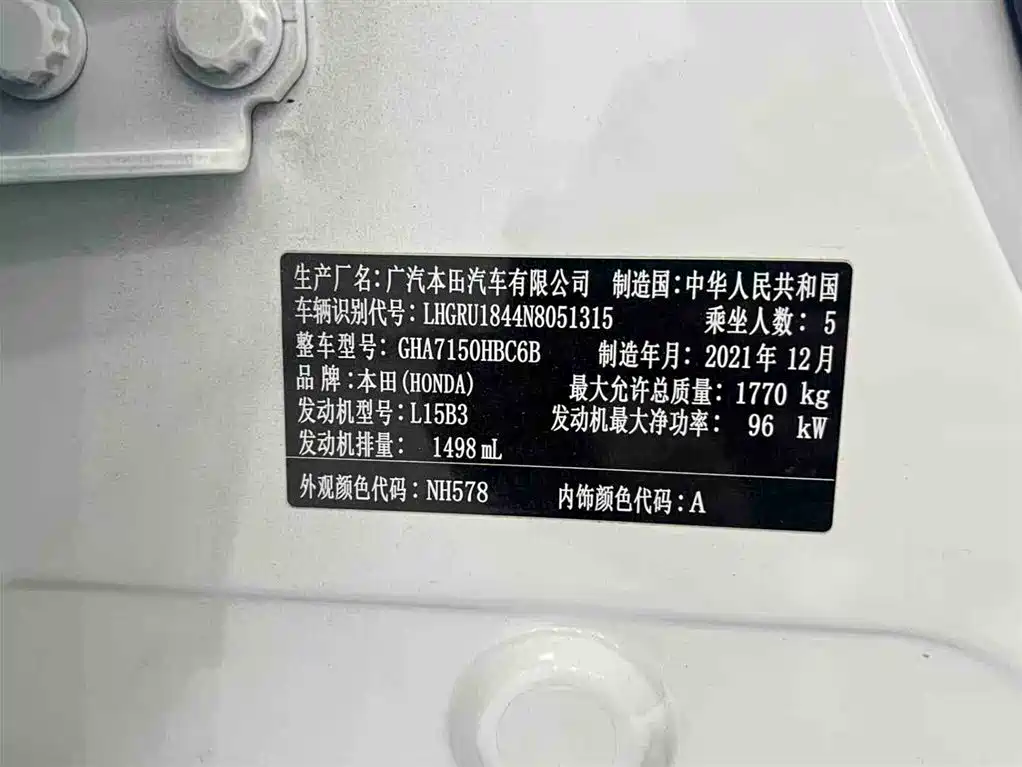 生产厂名:广汽本田汽车有限公司 制造国:中华人民共和国
车辆识别代号:LHGRU1844N8051315 乘坐人数: 5
整车型号: GHA7150HBC6B 制造年月: 2021年 12月
品牌:本田(HONDA) 最大允许总质量: 1770 kg
发动机型号:L15B3 发动机最大净功率: 96 kW
发动机排量: 1498 mL
外观颜色代码:NH578 内饰颜色代码:A